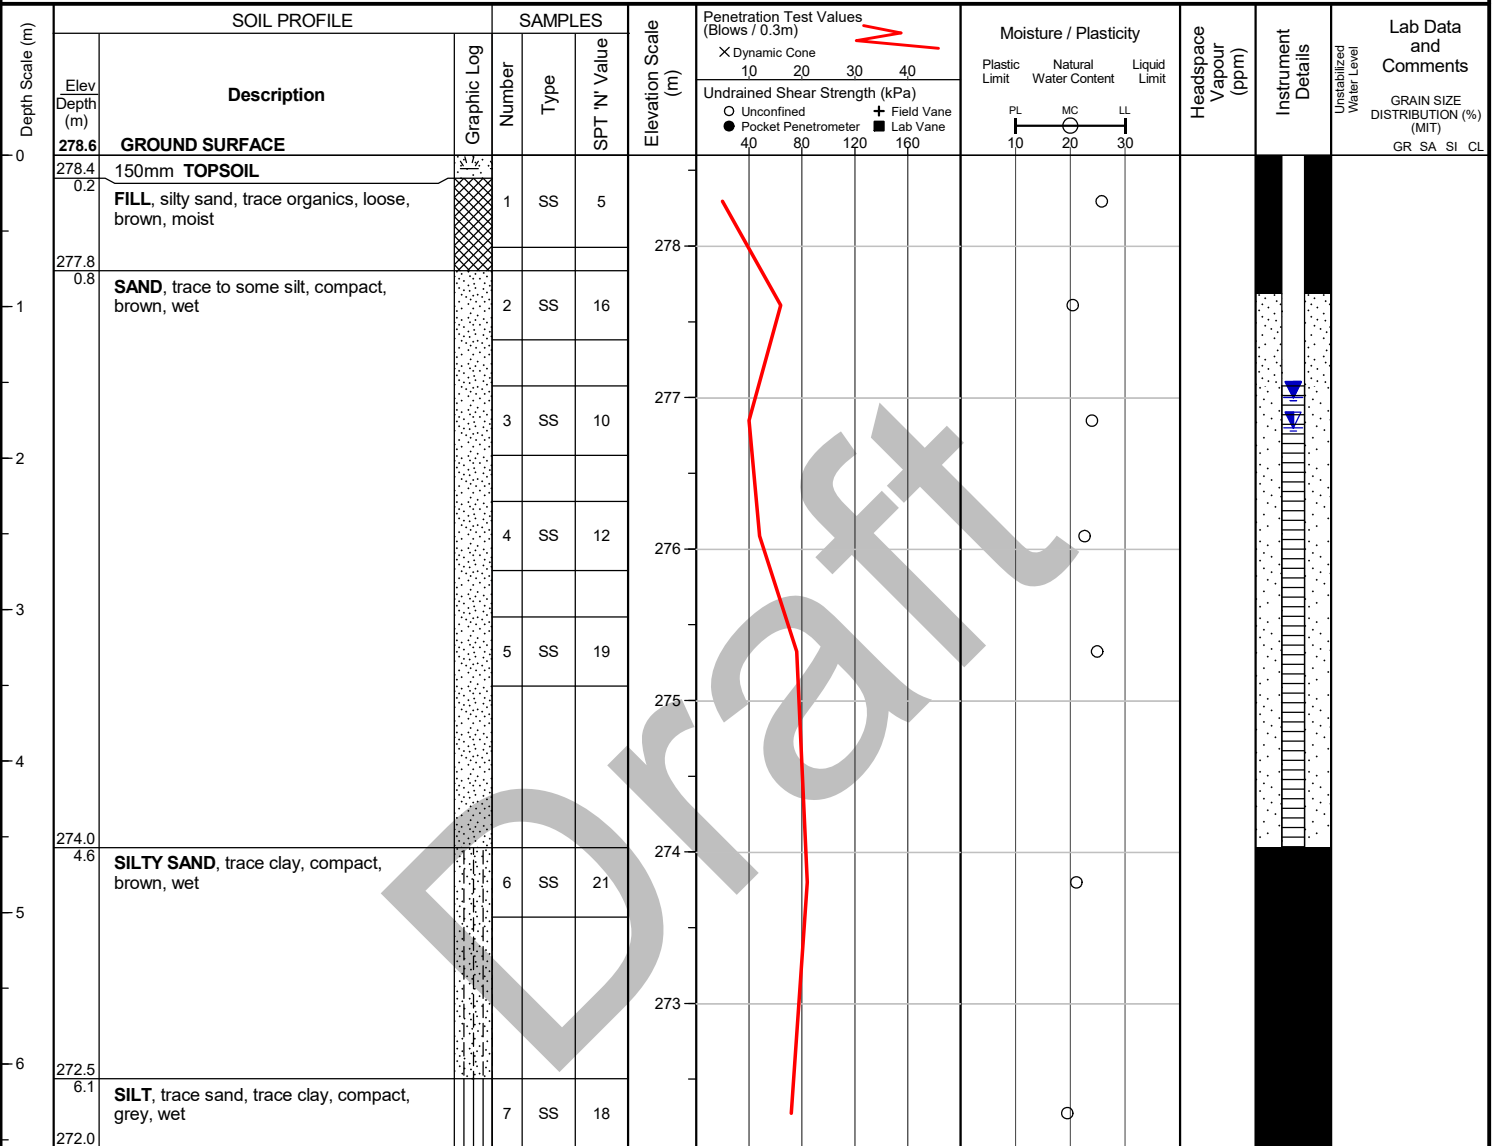 Depth Scale (m)
SOIL PROFILE
Elev
Depth
(m)
Description
278.6 GROUND SURFACE
Graphic Log
SAMPLES
Number
Type
SPT 'N' Value
Elevation Scale
(m)
Penetration Test Values
(Blows / 0.3m)
Dynamic Cone
10 20 30 40
Undrained Shear Strength (kPa)
Unconfined Field Vane
Pocket Penetrometer Lab Vane
40 80 120 160
Moisture / Plasticity
Plastic
Limit
Natural
Water Content
Liquid
Limit
PL MC LL
10 20 30
Headspace
Vapour
(ppm)
Instrument
Details
Unstabilized
Water Level
Lab Data
and
Comments
GRAIN SIZE
DISTRIBUTION (%)
(MIT)
GR SA SI CL
0
278.4 150mm TOPSOIL
0.2
FILL, silty sand, trace organics, loose,
brown, moist
1 SS 5
278
277.8
0.8
SAND, trace to some silt, compact,
brown, wet
1
2 SS 16
277
3 SS 10
2
4 SS 12
276
3
5 SS 19
275
4
274.0
4.6
274
SILTY SAND, trace clay, compact,
brown, wet
6 SS 21
5
273
6
272.5
6.1
SILT, trace sand, trace clay, compact,
grey, wet
7 SS 18
272.0
Draft